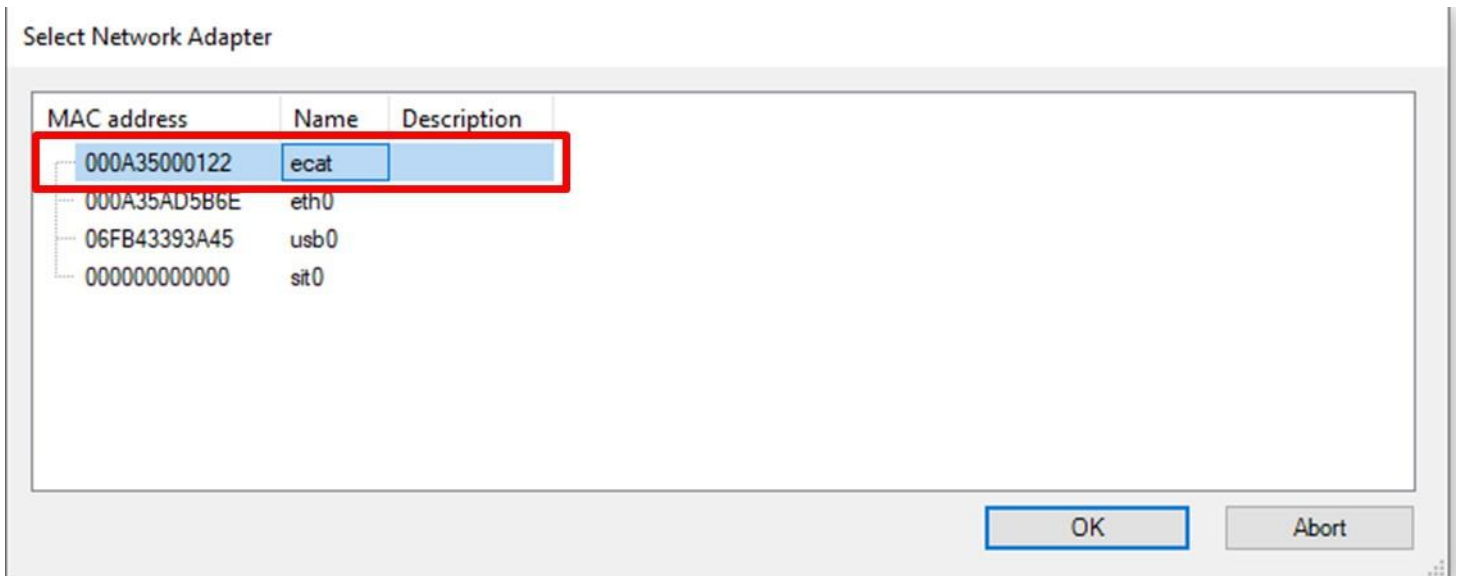 Select Network Adapter
MAC address Name Description
000A35000122 ecat
000A35AD5B6E eth0
06FB43393A45 usb0
000000000000 sit0
OK Abort